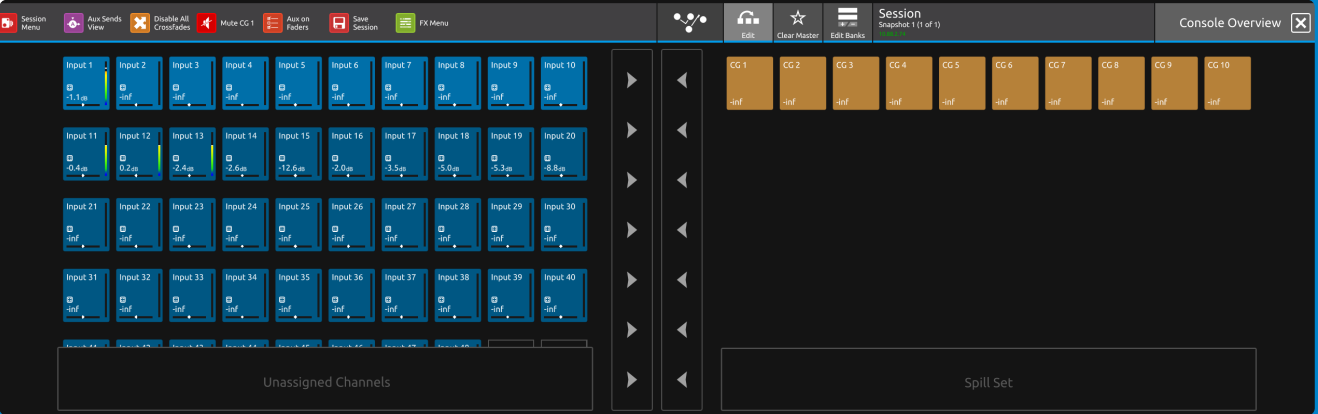 Session
Menu
Aux Sends
View
Disable All
Crossfades
Mute CG 1
Aux on
Faders
Save
Session
FX Menu
Edit
Clear Master
Edit Banks
Session
Snapshot 1 (1 of 1)
Console Overview
Input 1 Input 2 Input 3 Input 4 Input 5 Input 6 Input 7 Input 8 Input 9 Input 10
-1.1dB -inf -inf -inf -inf -inf -inf -inf -inf -inf
CG 1 CG 2 CG 3 CG 4 CG 5 CG 6 CG 7 CG 8 CG 9 CG 10
-inf -inf -inf -inf -inf -inf -inf -inf -inf -inf
Input 11 Input 12 Input 13 Input 14 Input 15 Input 16 Input 17 Input 18 Input 19 Input 20
-0.4dB 0.2dB -2.4dB -2.6dB -12.6dB -2.0dB -3.5dB -5.0dB -5.3dB -8.8dB
Input 21 Input 22 Input 23 Input 24 Input 25 Input 26 Input 27 Input 28 Input 29 Input 30
-inf -inf -inf -inf -inf -inf -inf -inf -inf -inf
Input 31 Input 32 Input 33 Input 34 Input 35 Input 36 Input 37 Input 38 Input 39 Input 40
-inf -inf -inf -inf -inf -inf -inf -inf -inf -inf
Unassigned Channels
Spill Set